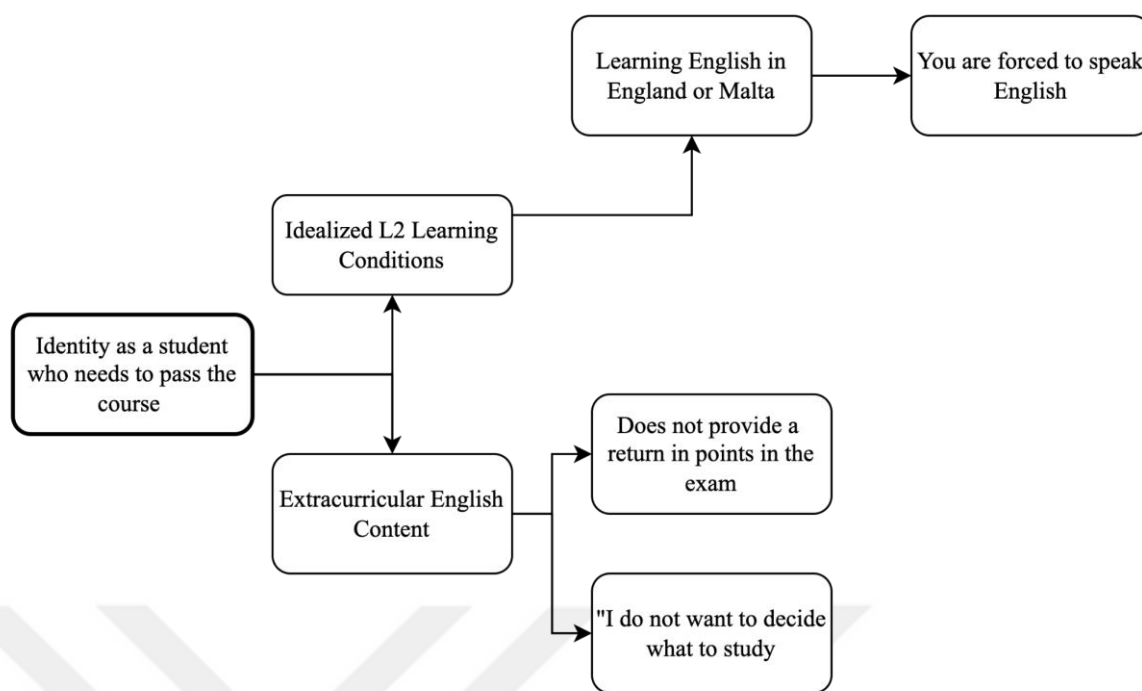 Learning English in
England or Malta
You are forced to speak
English
Idealized L2 Learning
Conditions
Identity as a student
who needs to pass the
course
Does not provide a
return in points in the
exam
Extracurricular English
Content
"I do not want to decide
what to study